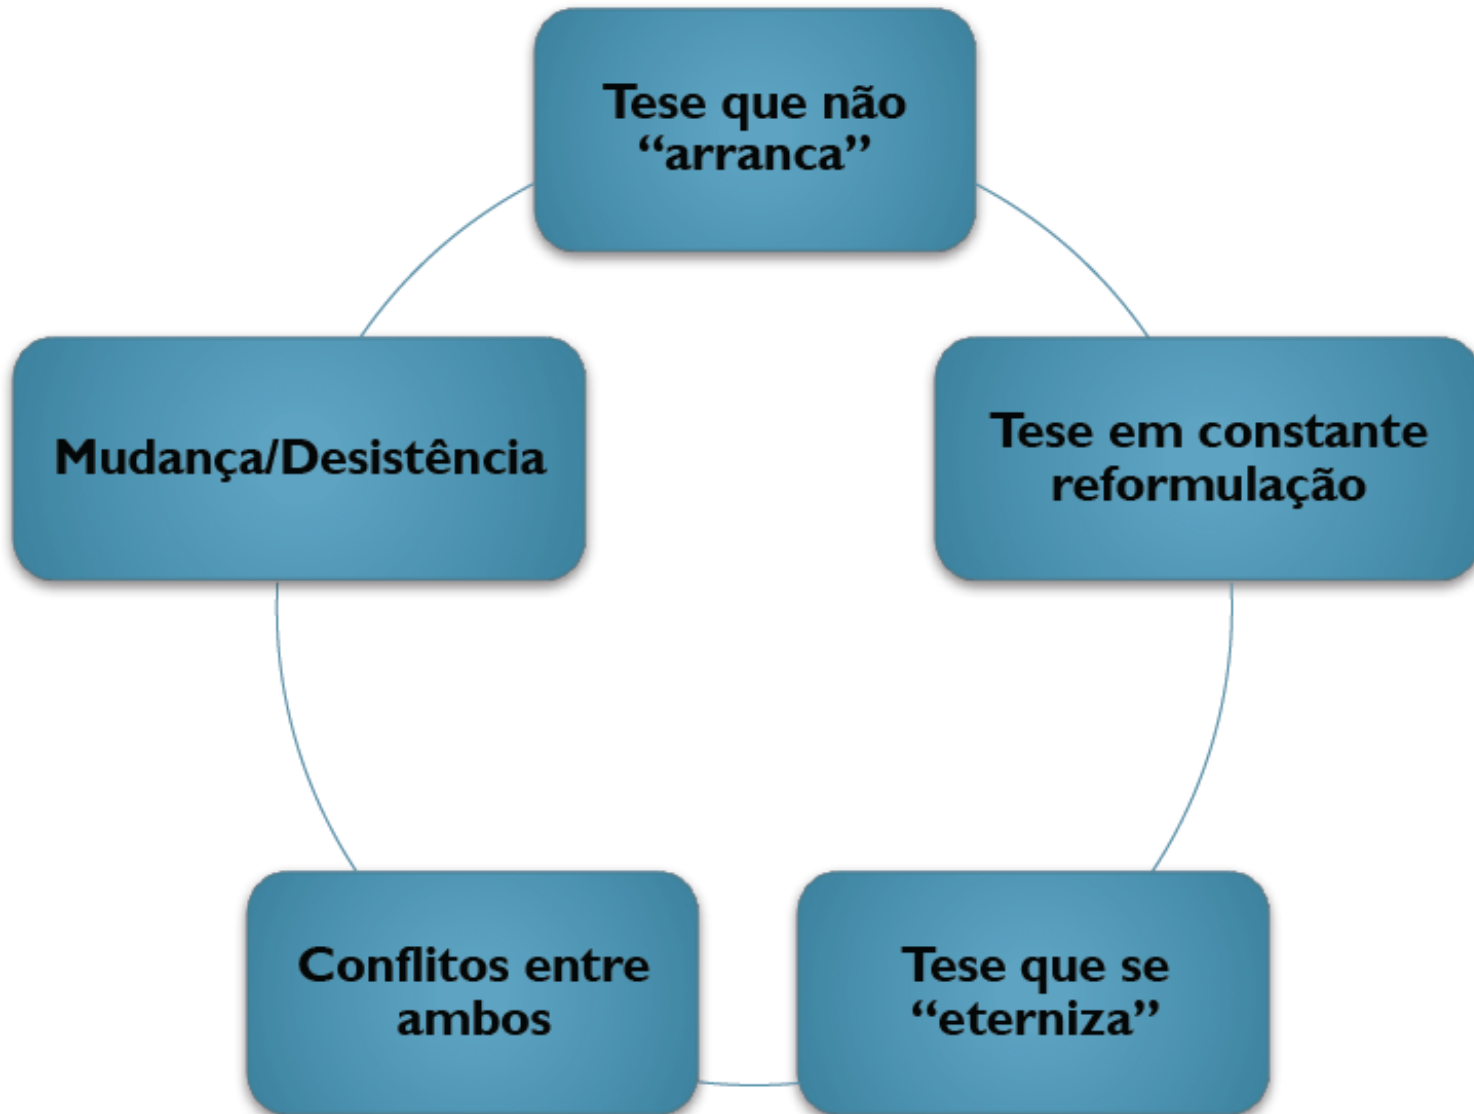 Tese que não
“arranca”
Tese em constante
reformulação
Tese que se
“eterniza”
Conflitos entre
ambos
Mudança/Desistência